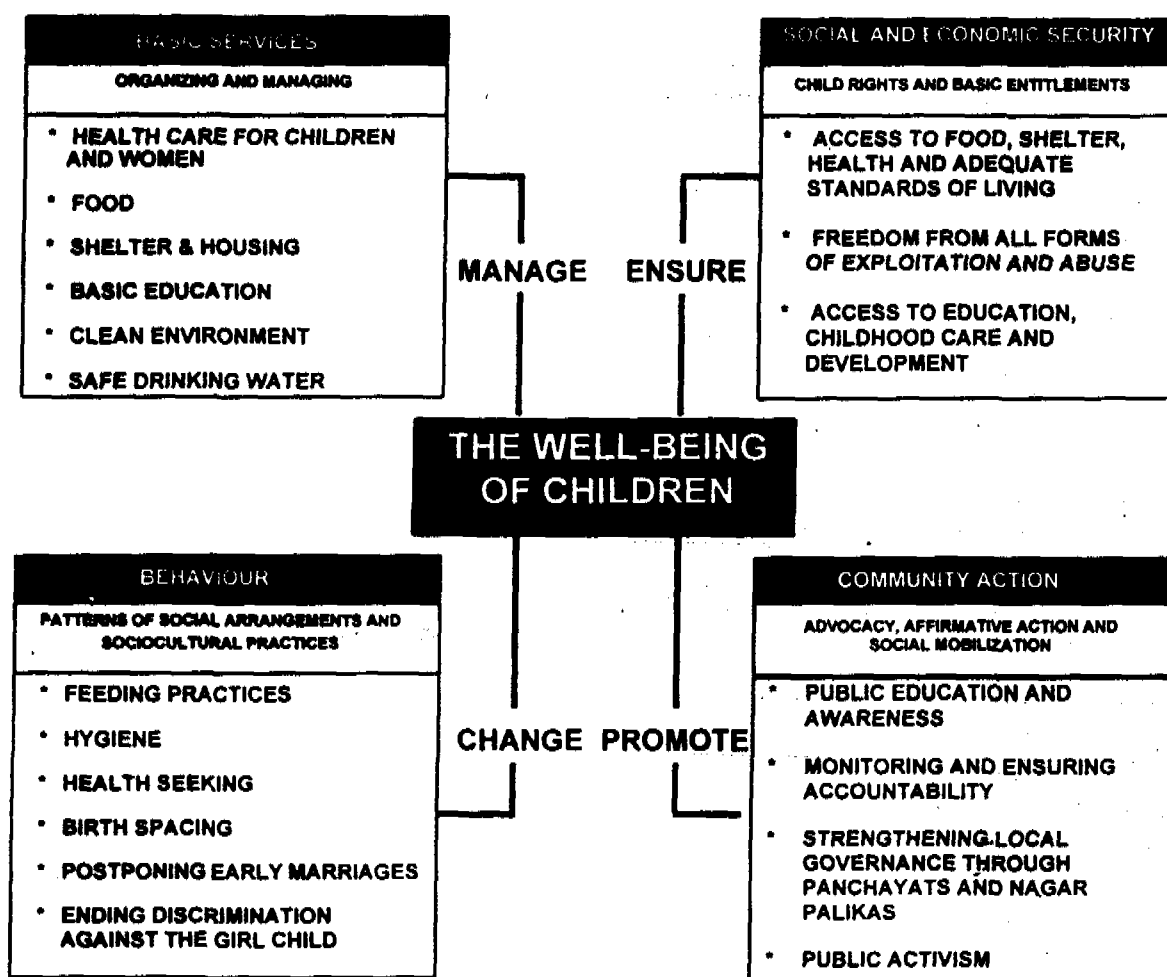 BASIC SERVICES
ORGANIZING AND MANAGING
* HEALTH CARE FOR CHILDREN
AND WOMEN
* FOOD
* SHELTER & HOUSING
* BASIC EDUCATION
* CLEAN ENVIRONMENT
* SAFE DRINKING WATER
SOCIAL AND ECONOMIC SECURITY
CHILD RIGHTS AND BASIC ENTITLEMENTS
* ACCESS TO FOOD, SHELTER,
HEALTH AND ADEQUATE
STANDARDS OF LIVING
* FREEDOM FROM ALL FORMS
OF EXPLOITATION AND ABUSE
* ACCESS TO EDUCATION,
CHILDHOOD CARE AND
DEVELOPMENT
MANAGE ENSURE
THE WELL-BEING
OF CHILDREN
CHANGE PROMOTE
BEHAVIOUR
PATTERNS OF SOCIAL ARRANGEMENTS AND
SOCIOCULTURAL PRACTICES
* FEEDING PRACTICES
* HYGIENE
* HEALTH SEEKING
* BIRTH SPACING
* POSTPONING EARLY MARRIAGES
* ENDING DISCRIMINATION
AGAINST THE GIRL CHILD
COMMUNITY ACTION
ADVOCACY, AFFIRMATIVE ACTION AND
SOCIAL MOBILIZATION
* PUBLIC EDUCATION AND
AWARENESS
* MONITORING AND ENSURING
ACCOUNTABILITY
* STRENGTHENING LOCAL
GOVERNANCE THROUGH
PANCHAYATS AND NAGAR
PALIKAS
* PUBLIC ACTIVISM